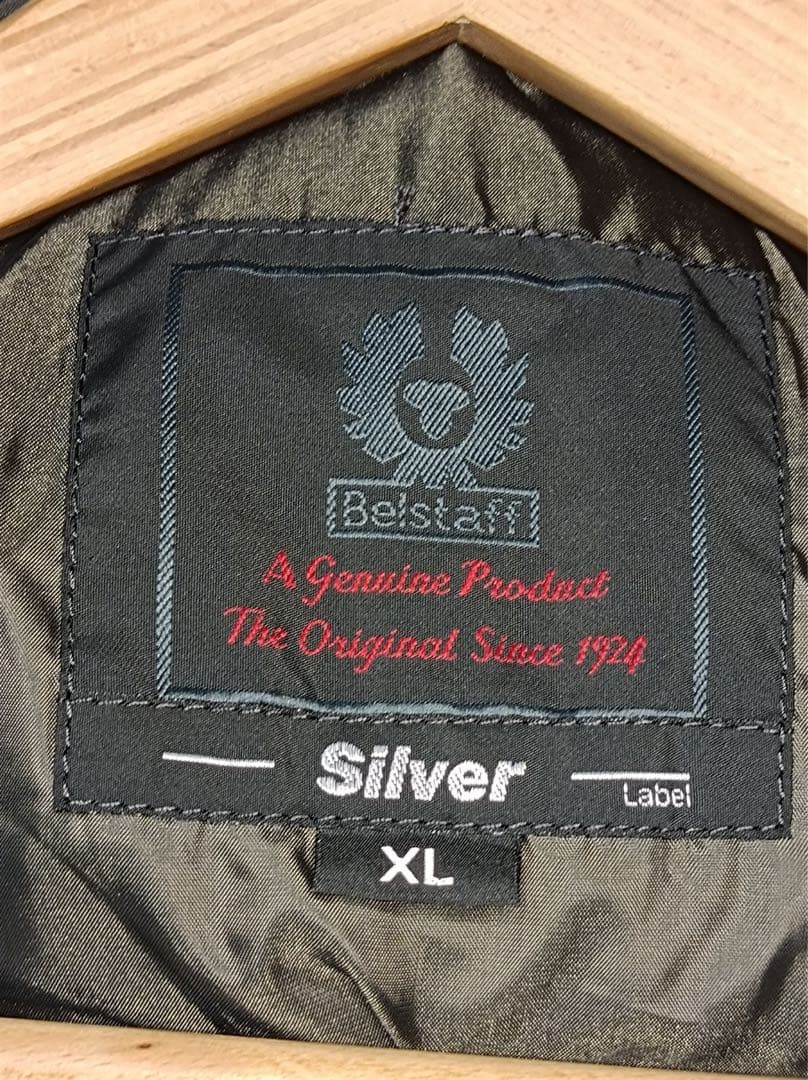 Belstaff
A Genuine Product
The Original Since 1924
Silver
Label
XL